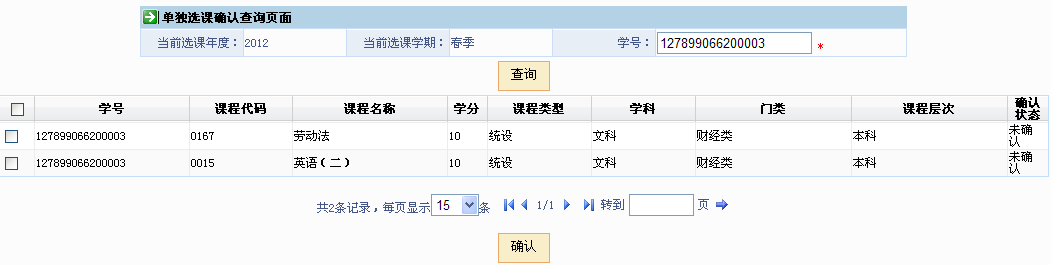 单独选课确认查询页面
当前选课年度： 2012 当前选课学期： 春季 学号： 127899066200003 *
查询
学号 课程代码 课程名称 学分 课程类型 学科 门类 课程层次 确认状态
127899066200003 0167 劳动法 10 统设 文科 财经类 本科 未确认
127899066200003 0015 英语（二） 10 统设 文科 财经类 本科 未确认
共2条记录，每页显示 15 条 1/1 转到 页
确认